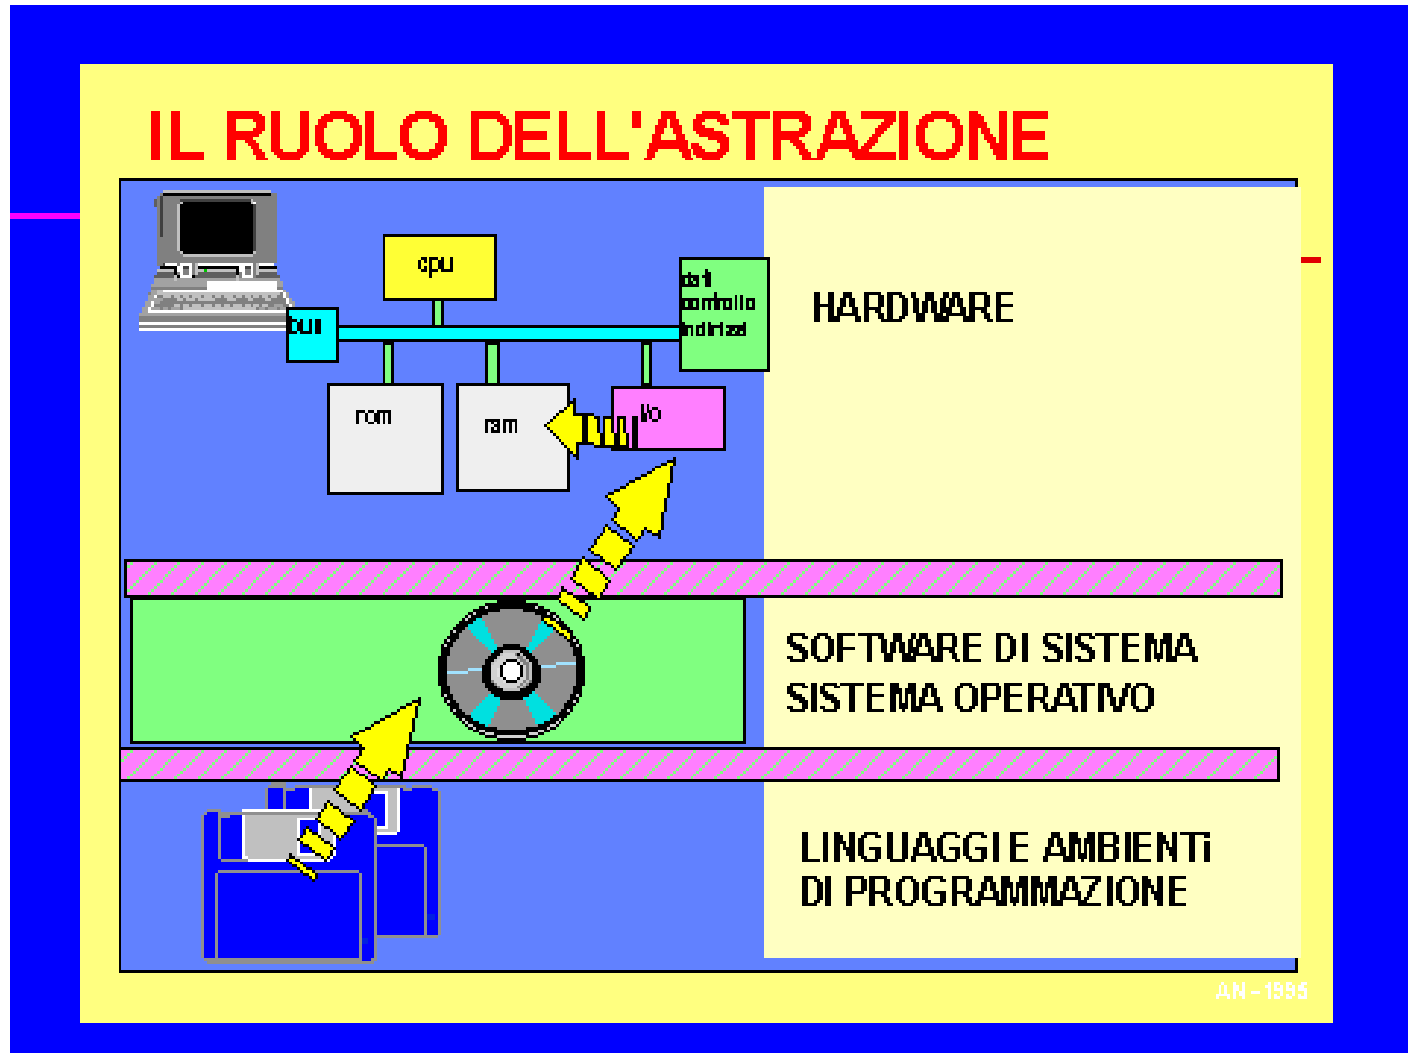 IL RUOLO DELL'ASTRAZIONE
cpu
dati
controllo
indirizzi
HARDWARE
bus
rom
ram
i/o
SOFTWARE DI SISTEMA
SISTEMA OPERATIVO
LINGUAGGI E AMBIENTi
DI PROGRAMMAZIONE
AN - 1995